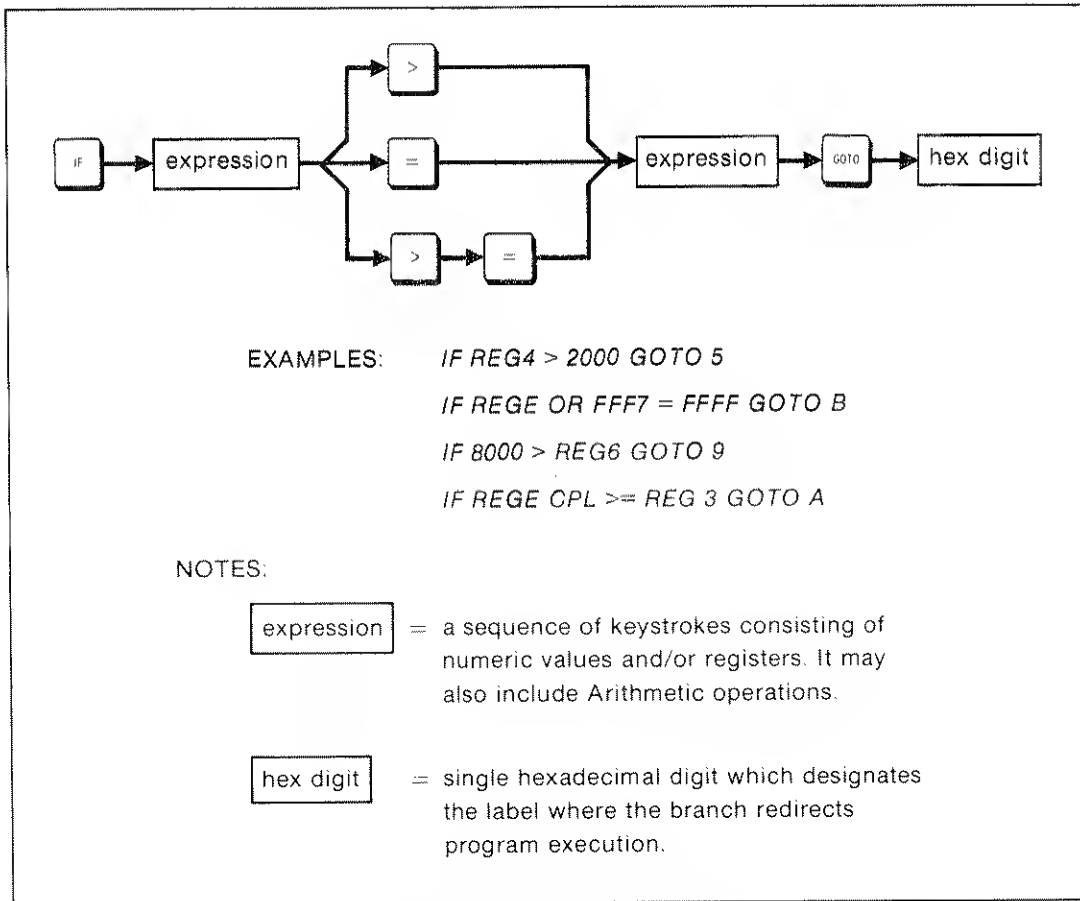 >
IF expression = expression GOTO hex digit
> =
EXAMPLES: IF REG4 > 2000 GOTO 5
IF REGE OR FFF7 = FFFF GOTO B
IF 8000 > REG6 GOTO 9
IF REGE CPL >= REG 3 GOTO A
NOTES:
expression = a sequence of keystrokes consisting of
numeric values and/or registers. It may
also include Arithmetic operations.
hex digit = single hexadecimal digit which designates
the label where the branch redirects
program execution.